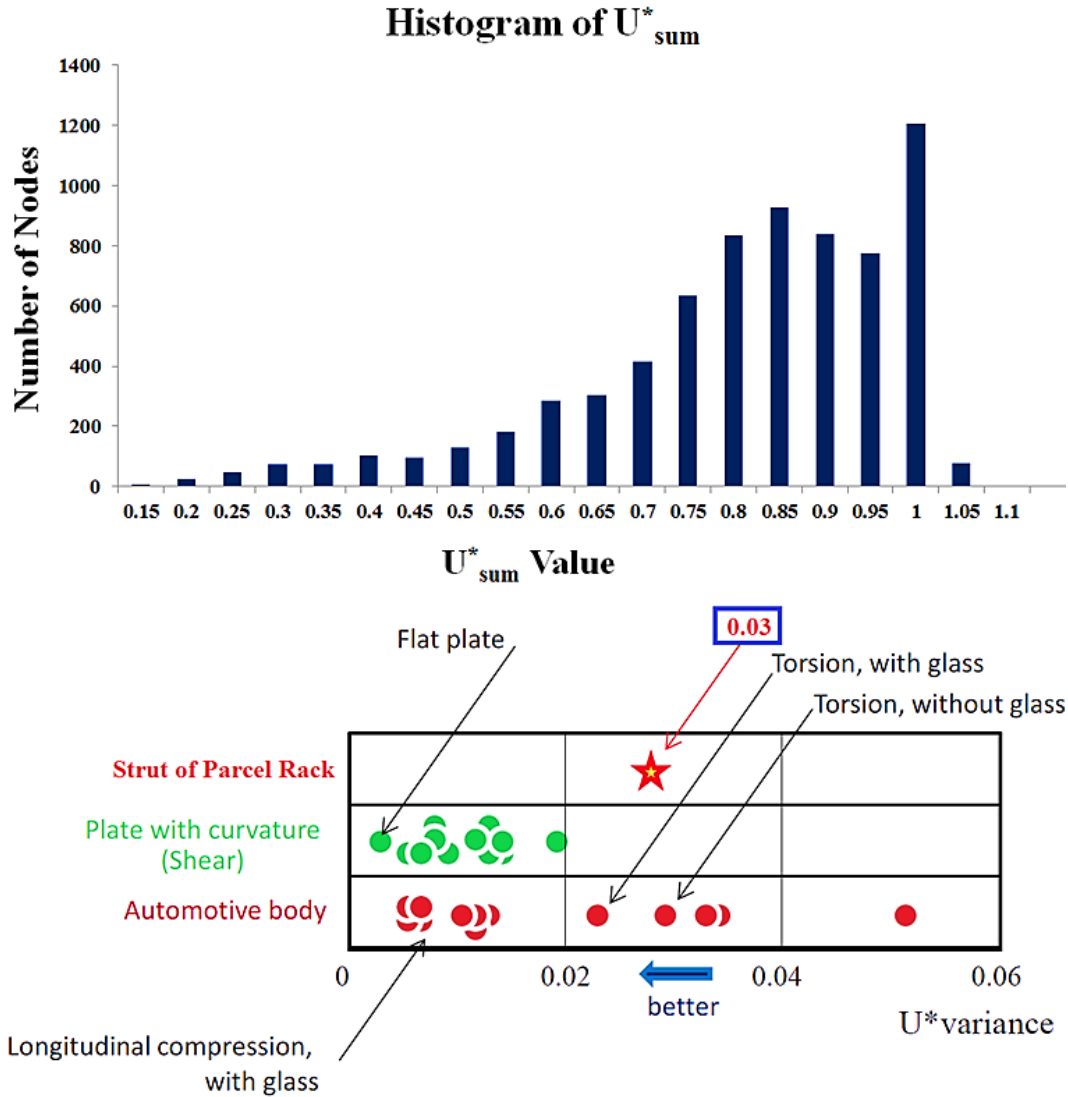 Histogram of U*sum
Number of Nodes
1400
1200
1000
800
600
400
200
0
0.15 0.2 0.25 0.3 0.35 0.4 0.45 0.5 0.55 0.6 0.65 0.7 0.75 0.8 0.85 0.9 0.95 1 1.05 1.1
U*sum Value
0.03
Flat plate
Torsion, with glass
Torsion, without glass
Strut of Parcel Rack
Plate with curvature
(Shear)
Automotive body
0 0.02 0.04 0.06
better
U*variance
Longitudinal compression,
with glass